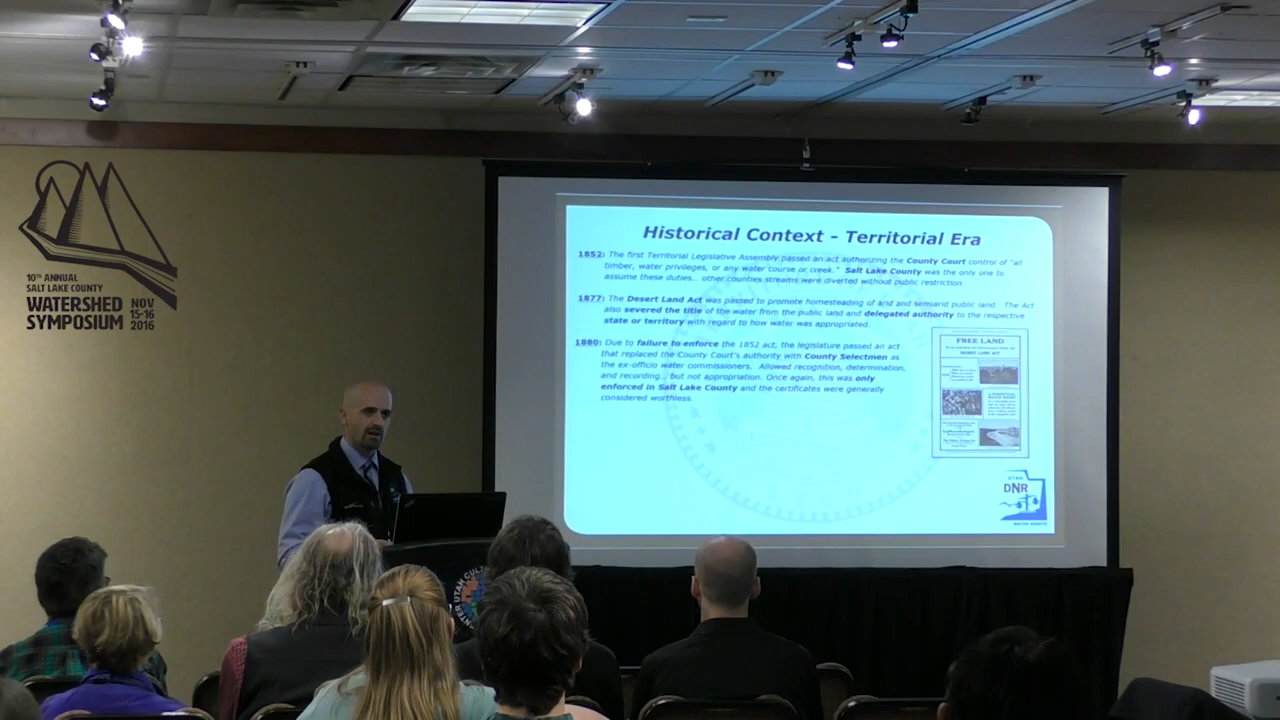 10TH ANNUAL
SALT LAKE COUNTY
WATERSHED
SYMPOSIUM
NOV
15-16
2016
Historical Context - Territorial Era
1852: The first Territorial Legislative Assembly passed an act authorizing the County Court control of "all
timber, water privileges, or any water course or creek." Salt Lake County was the only one to
assume these duties... other counties streams were diverted without public restriction.
1877: The Desert Land Act was passed to promote homesteading of arid and semiarid public land. The Act
also severed the title of the water from the public land and delegated authority to the respective
state or territory with regard to how water was appropriated.
1880: Due to failure to enforce the 1852 act, the legislature passed an act
that replaced the County Court's authority with County Selectmen as
the ex-officio water commissioners. Allowed recognition, determination,
and recording... but not appropriation. Once again, this was only
enforced in Salt Lake County and the certificates were generally
considered worthless.
FREE LAND
DESERT LAND ACT
UTAH
DNR
WATER RIGHTS
UTAH CUL